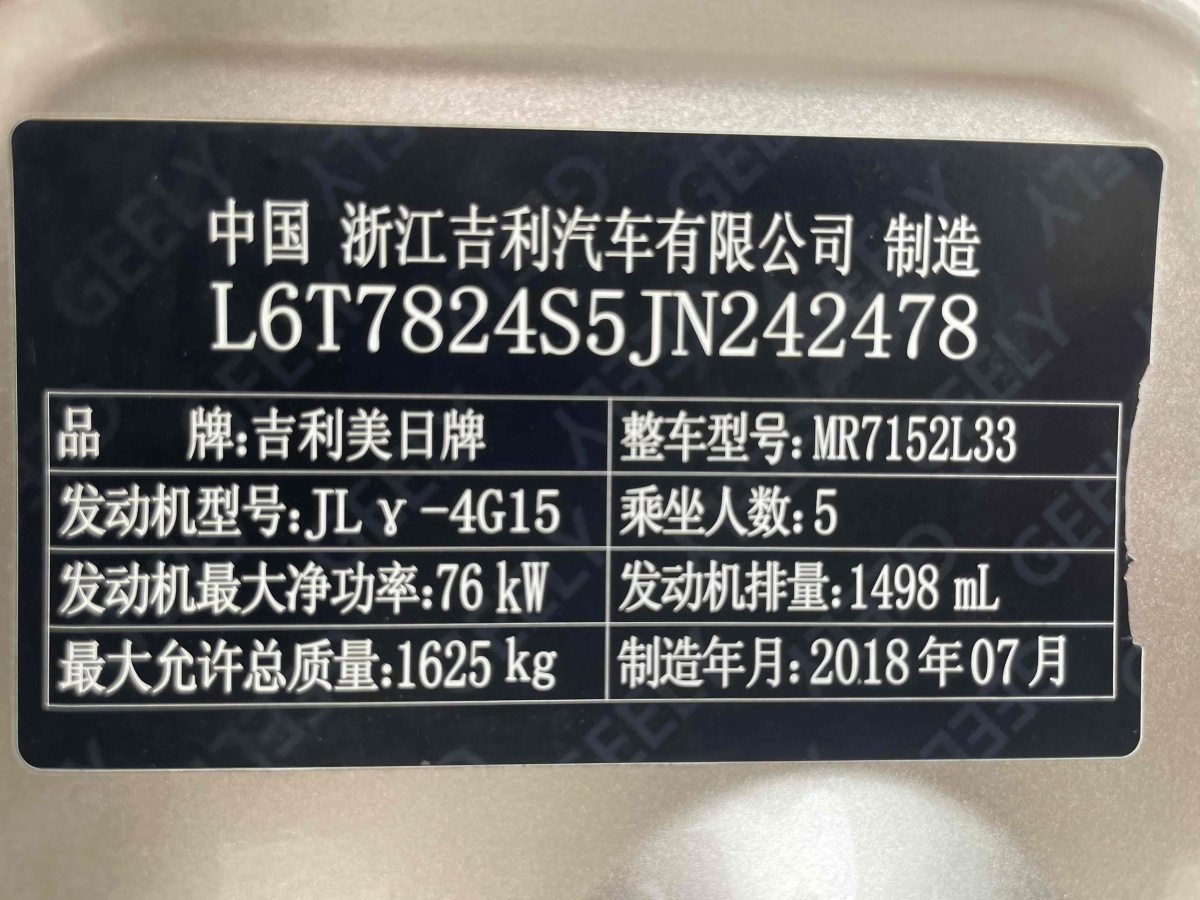 中国 浙江吉利汽车有限公司 制造
L6T7824S5JN242478
品 牌:吉利美日牌 整车型号:MR7152L33
发动机型号:JLγ-4G15 乘坐人数:5
发动机最大净功率:76 kW 发动机排量:1498 mL
最大允许总质量:1625 kg 制造年月:2018年07月